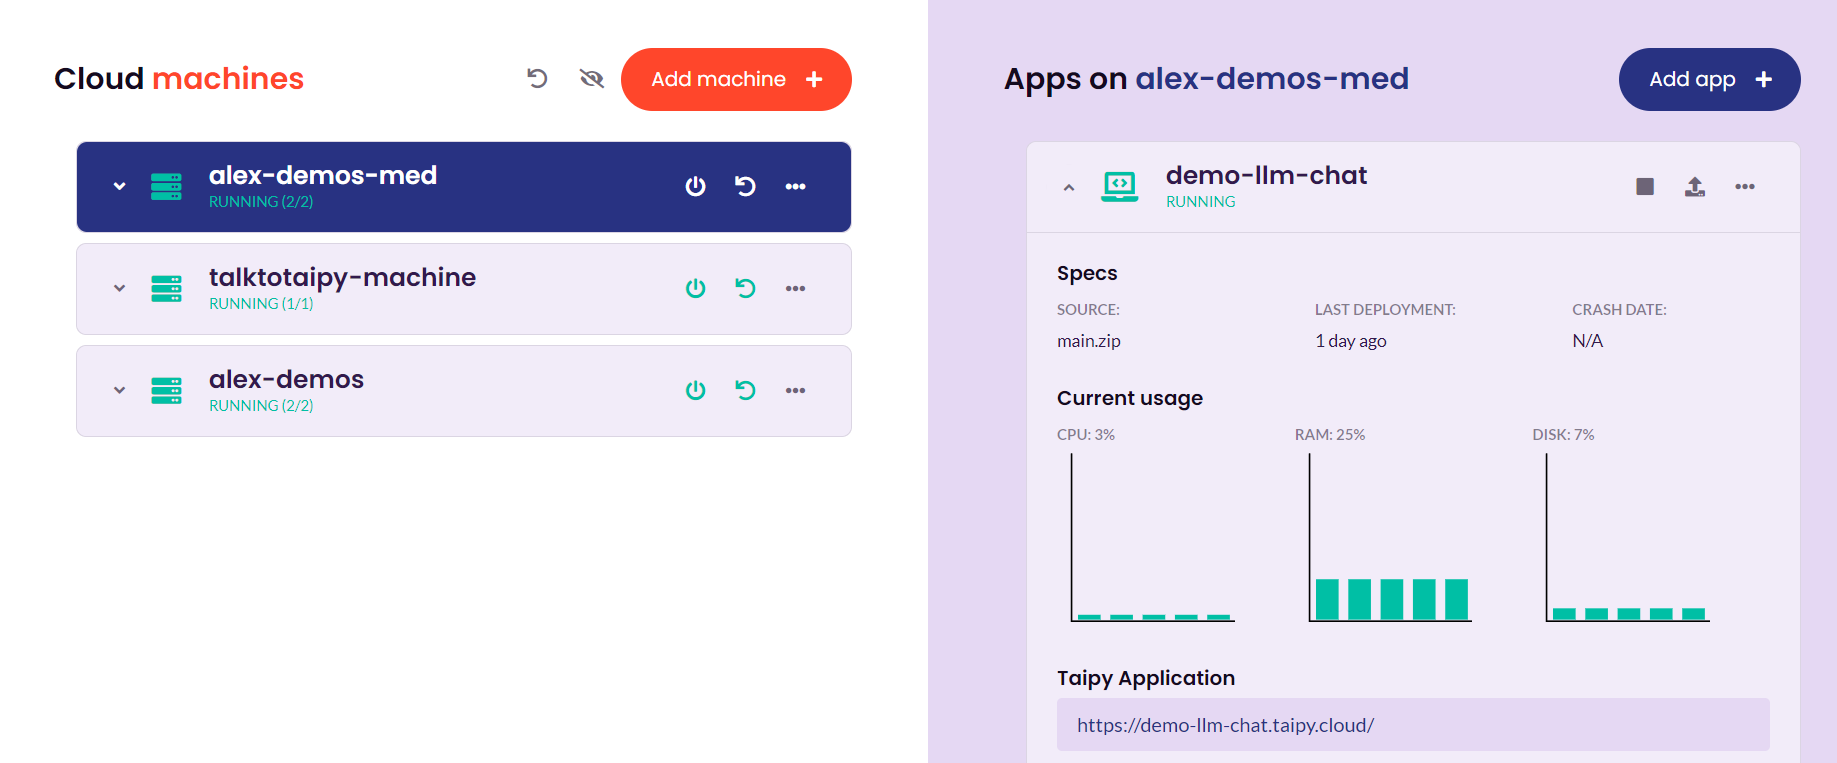 Cloud machines
Add machine
alex-demos-med
RUNNING (2/2)
talktotaipy-machine
RUNNING (1/1)
alex-demos
RUNNING (2/2)
Apps on alex-demos-med
Add app
demo-llm-chat
RUNNING
Specs
SOURCE: LAST DEPLOYMENT: CRASH DATE:
main.zip 1 day ago N/A
Current usage
CPU: 3% RAM: 25% DISK: 7%
Taipy Application
https://demo-llm-chat.taipy.cloud/